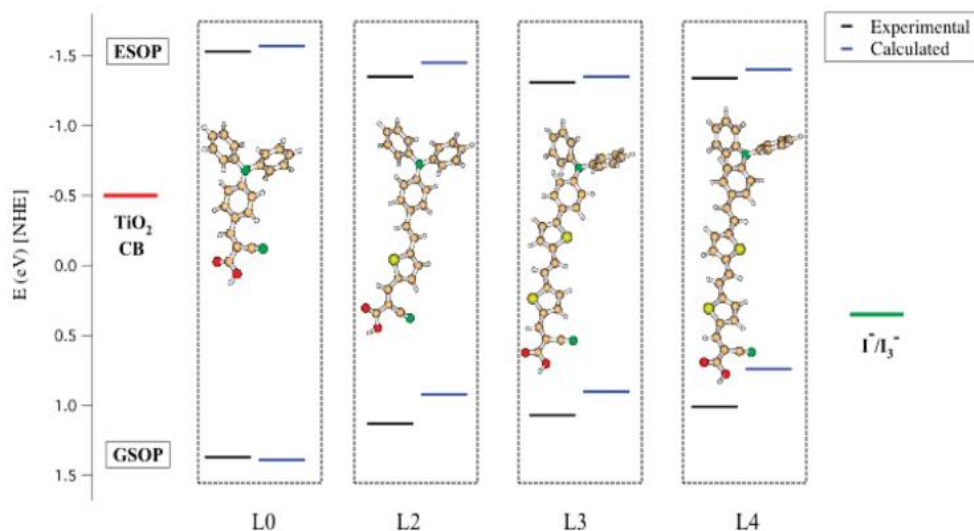 Experimental
Calculated
ESOP
-1.5
-1.0
-0.5
0.0
0.5
1.0
1.5
E (eV) [NHE]
TiO₂
CB
I⁻/I₃⁻
GSOP
L0 L2 L3 L4